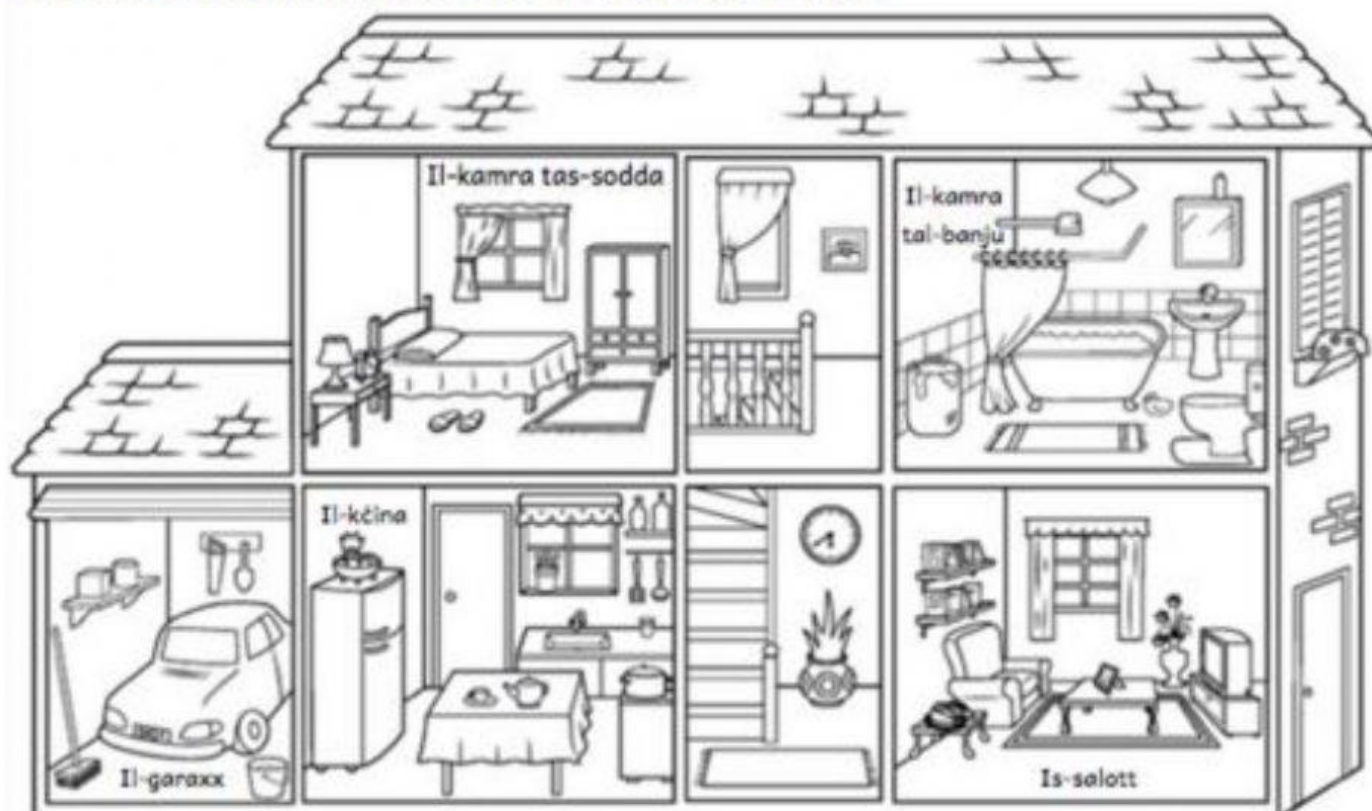 Il-kamra tas-sodda
Il-kamra
tal-banju
Il-kċina
Il-garaxx
Is-salott